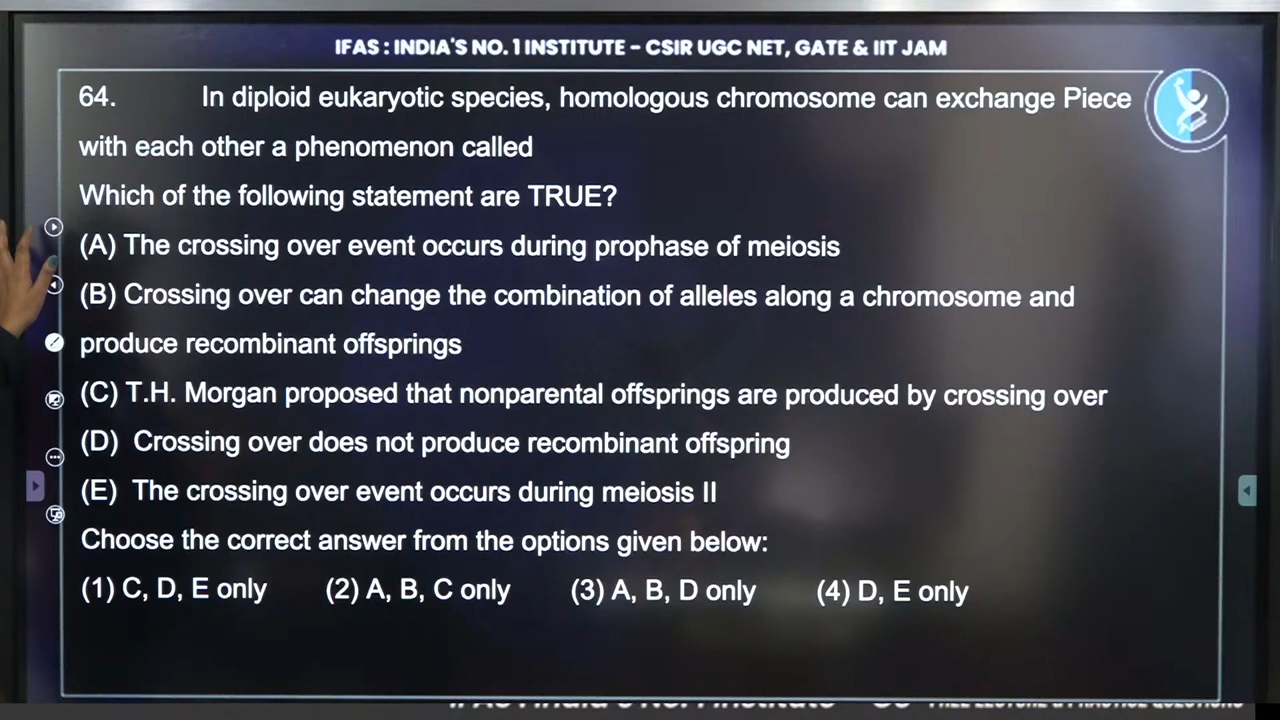 IFAS : INDIA'S NO. 1 INSTITUTE - CSIR UGC NET, GATE & IIT JAM
64. In diploid eukaryotic species, homologous chromosome can exchange Piece
with each other a phenomenon called
Which of the following statement are TRUE?
(A) The crossing over event occurs during prophase of meiosis
(B) Crossing over can change the combination of alleles along a chromosome and
produce recombinant offsprings
(C) T.H. Morgan proposed that nonparental offsprings are produced by crossing over
(D) Crossing over does not produce recombinant offspring
(E) The crossing over event occurs during meiosis II
Choose the correct answer from the options given below:
(1) C, D, E only (2) A, B, C only (3) A, B, D only (4) D, E only